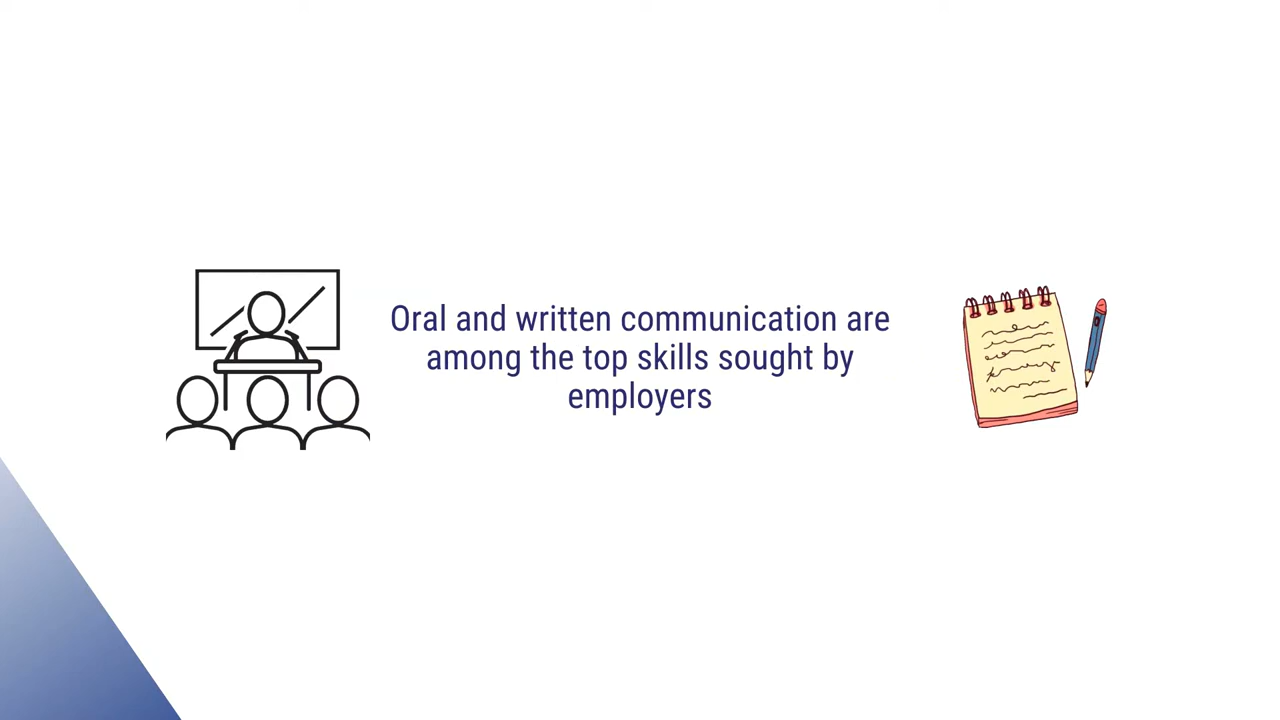 Oral and written communication are
among the top skills sought by
employers